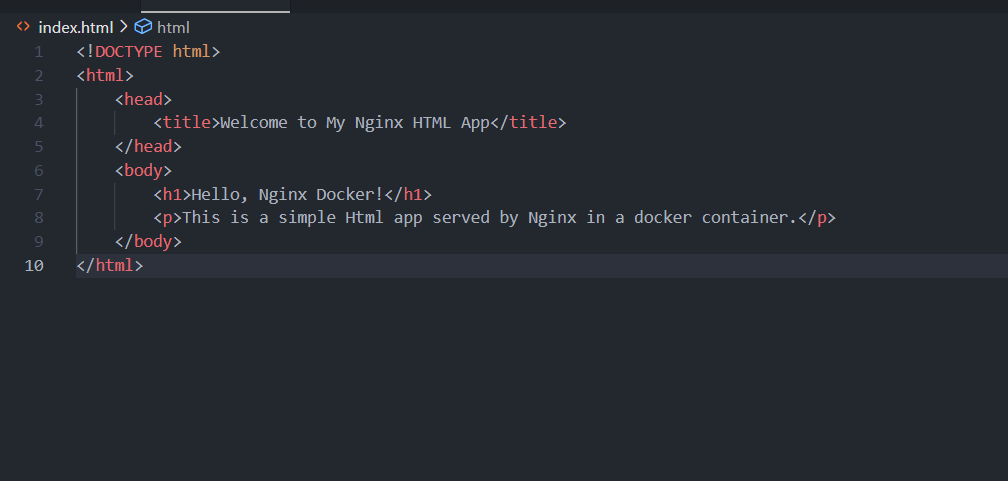 index.html > html
1 <!DOCTYPE html>
2 <html>
3     <head>
4         <title>Welcome to My Nginx HTML App</title>
5     </head>
6     <body>
7         <h1>Hello, Nginx Docker!</h1>
8         <p>This is a simple Html app served by Nginx in a docker container.</p>
9     </body>
10 </html>